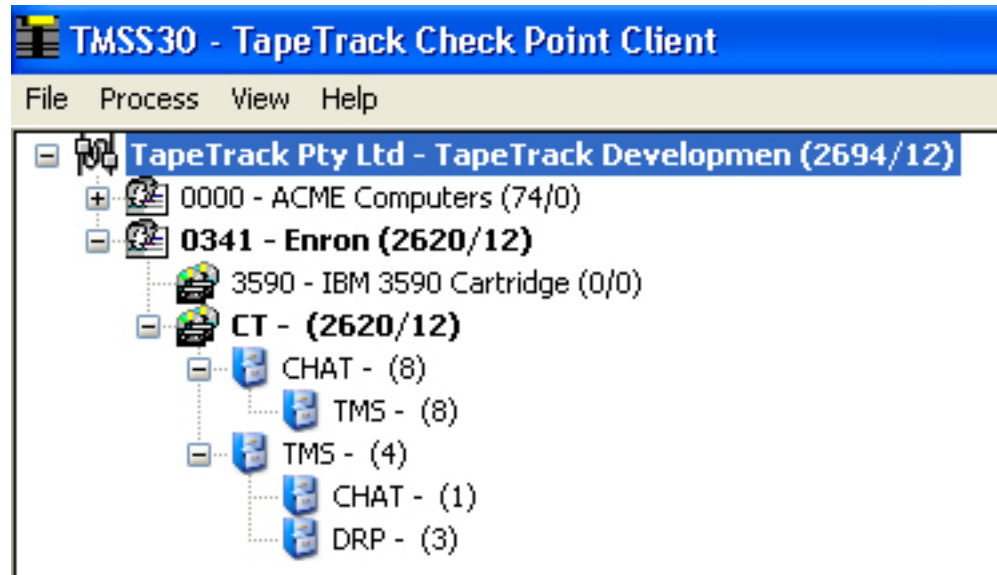 TMSS30 - TapeTrack Check Point Client
File Process View Help
TapeTrack Pty Ltd - TapeTrack Developmen (2694/12)
0000 - ACME Computers (74/0)
0341 - Enron (2620/12)
3590 - IBM 3590 Cartridge (0/0)
CT - (2620/12)
CHAT - (8)
TMS - (8)
TMS - (4)
CHAT - (1)
DRP - (3)